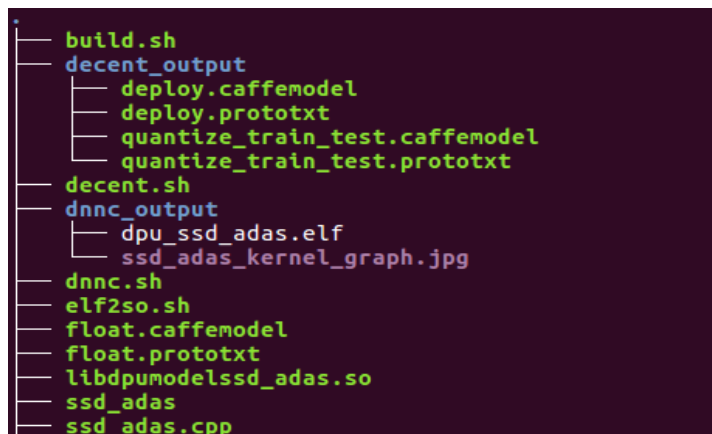 .
├── build.sh
├── decent_output
│   ├── deploy.caffemodel
│   ├── deploy.prototxt
│   ├── quantize_train_test.caffemodel
│   └── quantize_train_test.prototxt
├── decent.sh
├── dnnc_output
│   ├── dpu_ssd_adas.elf
│   └── ssd_adas_kernel_graph.jpg
├── dnnc.sh
├── elf2so.sh
├── float.caffemodel
├── float.prototxt
├── libdpumodelssd_adas.so
├── ssd_adas
├── ssd_adas.cpp